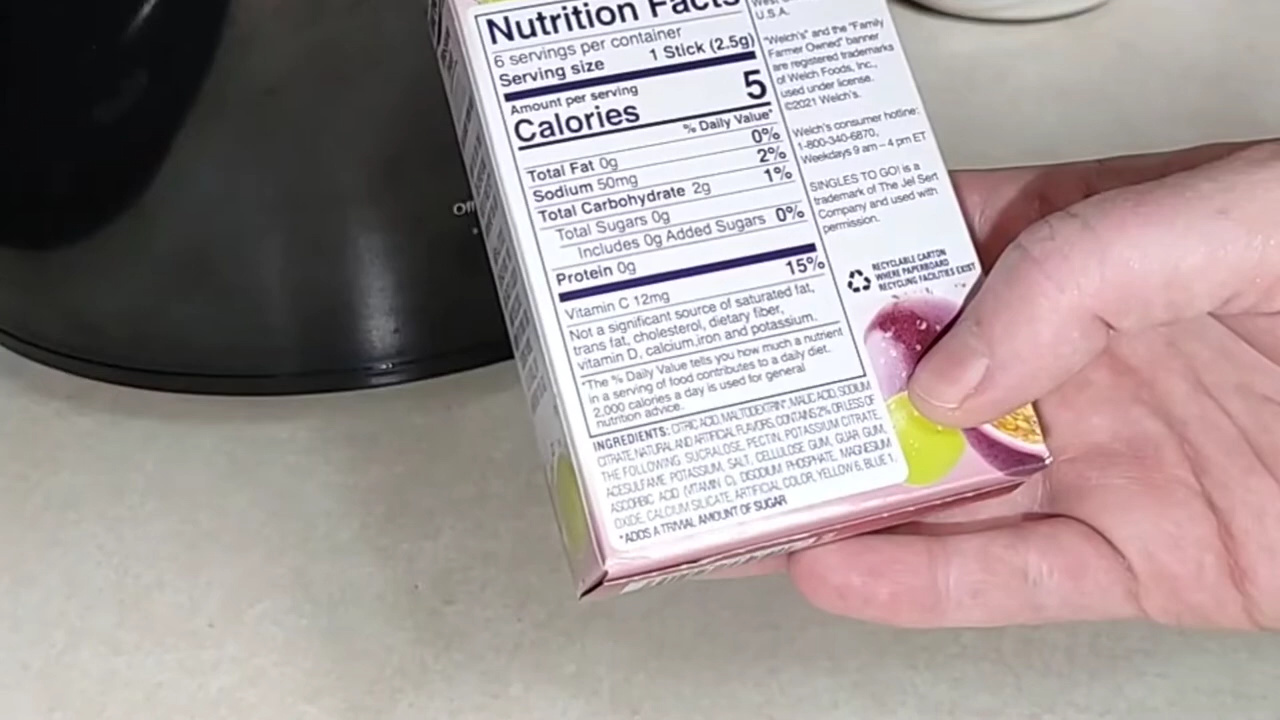 Nutrition Facts
6 servings per container
Serving size 1 Stick (2.5g)
Amount per serving
Calories 5
% Daily Value*
Total Fat 0g 0%
Sodium 50mg 2%
Total Carbohydrate 2g 1%
Total Sugars 0g
Includes 0g Added Sugars 0%
Protein 0g
Vitamin C 12mg 15%
Not a significant source of saturated fat,
trans fat, cholesterol, dietary fiber,
vitamin D, calcium,iron and potassium.
*The % Daily Value tells you how much a nutrient
in a serving of food contributes to a daily diet.
2,000 calories a day is used for general
nutrition advice.
INGREDIENTS: CITRIC ACID, MALTODEXTRIN*, MALIC ACID, SODIUM
CITRATE, NATURAL AND ARTIFICIAL FLAVORS, CONTAINS 2% OR LESS OF
THE FOLLOWING: SUCRALOSE, PECTIN, POTASSIUM CITRATE,
ACESULFAME POTASSIUM, SALT, CELLULOSE GUM, GUAR GUM,
ASCORBIC ACID (VITAMIN C), DISODIUM PHOSPHATE, MAGNESIUM
OXIDE, CALCIUM SILICATE, ARTIFICIAL COLOR, YELLOW 5, BLUE 1.
*ADDS A TRIVIAL AMOUNT OF SUGAR
U.S.A.
"Welch's" and the "Family
Farmer Owned" banner
are registered trademarks
of Welch Foods, Inc.,
used under license.
©2021 Welch's.
Welch's consumer hotline:
1-800-340-6870,
Weekdays 9 am – 4 pm ET
SINGLES TO GO! is a
trademark of The Jel Sert
Company and used with
permission.
RECYCLABLE CARTON
WHERE PAPERBOARD
RECYCLING FACILITIES EXIST